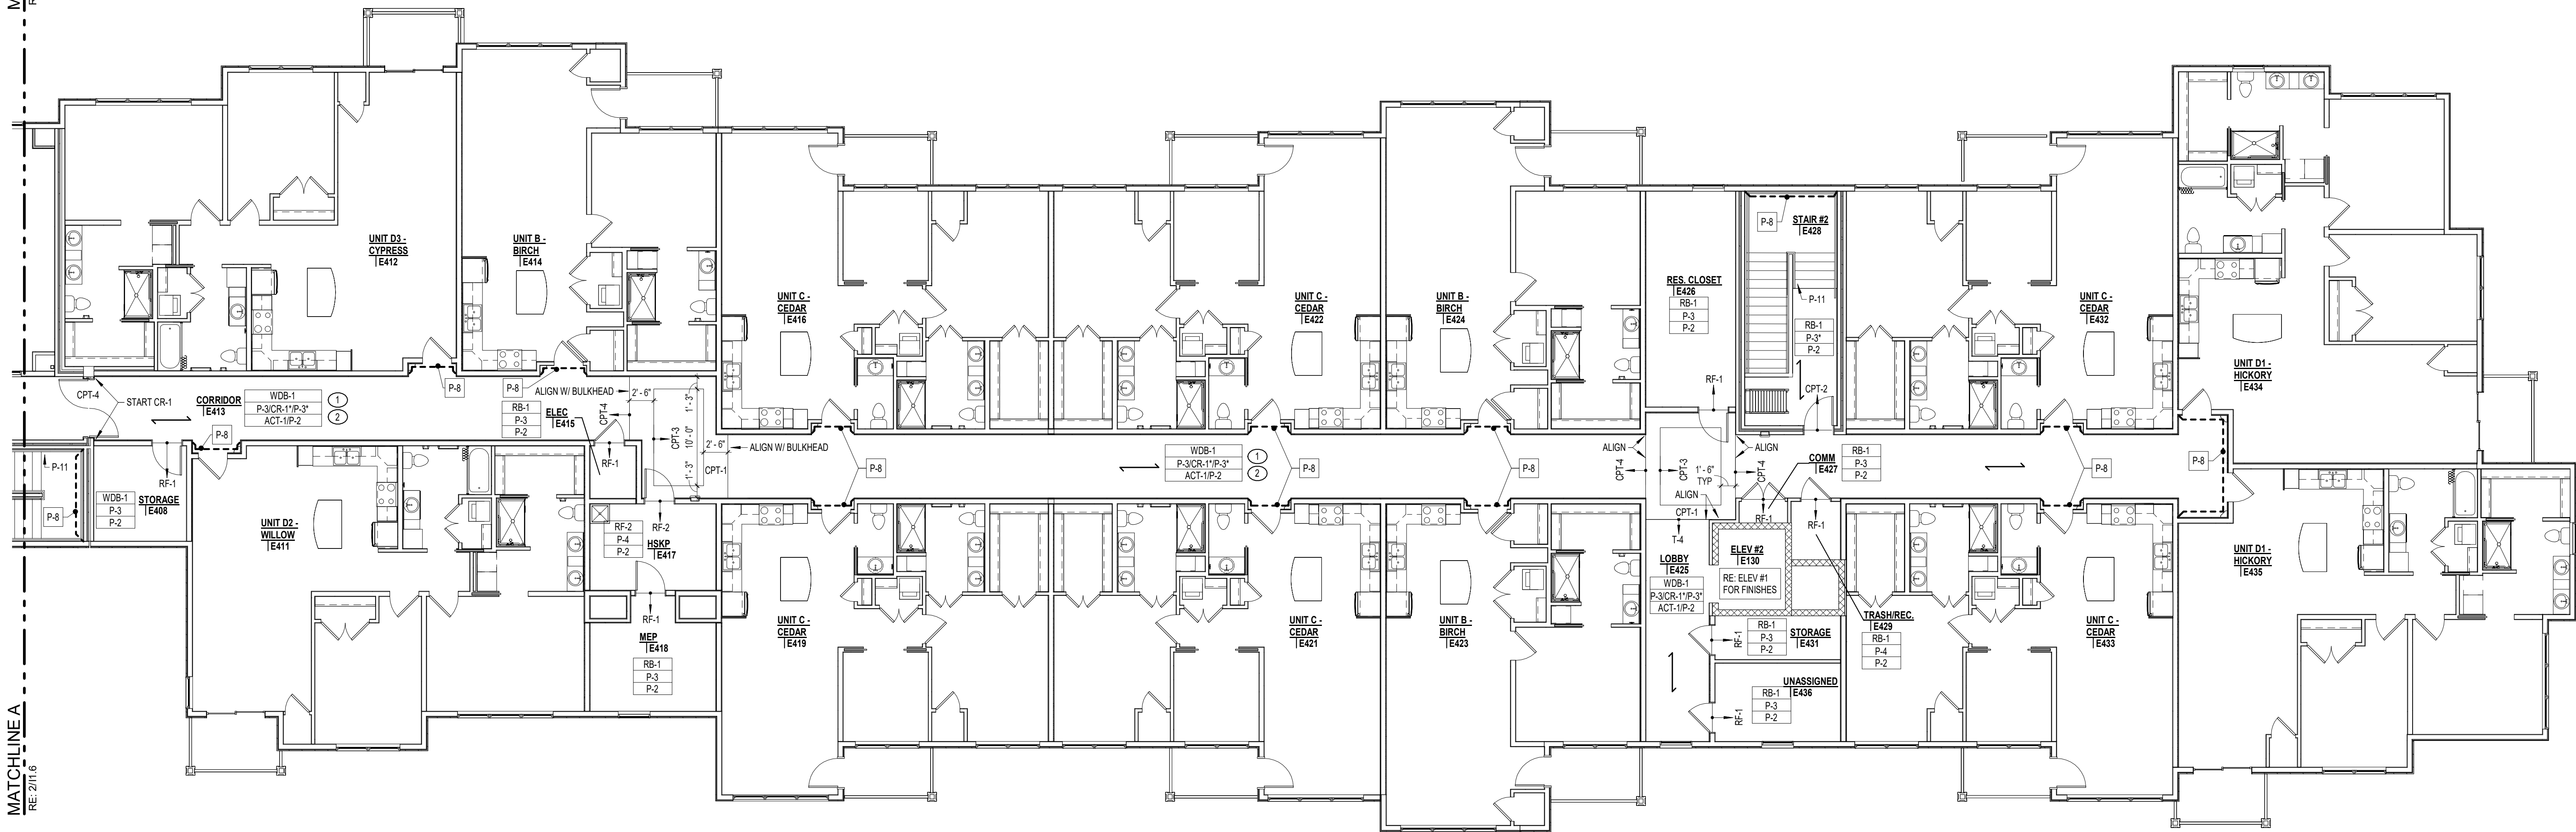 MATCHLINE A
RE: 2/I1.6
UNIT D3 -
CYPRESS
E412
UNIT B -
BIRCH
E414
UNIT C -
CEDAR
E416
UNIT C -
CEDAR
E422
UNIT B -
BIRCH
E424
RES. CLOSET
E426
RB-1
P-3
P-2
RF-1
P-8
STAIR #2
E428
P-11
RB-1
P-3*
P-2
CPT-2
UNIT C -
CEDAR
E432
UNIT D1 -
HICKORY
E434
CPT-4
START CR-1
CORRIDOR
E413
WDB-1
P-3/CR-1*/P-3*
ACT-1/P-2
1
2
P-8
P-8
P-8
RB-1
P-3
P-2
ELEC
E415
RF-1
ALIGN W/ BULKHEAD
2' - 6"
CPT-4
CPT-3
1' - 3"
10' - 0"
1' - 3"
2' - 6"
CPT-1
ALIGN W/ BULKHEAD
P-8
WDB-1
P-3/CR-1*/P-3*
ACT-1/P-2
1
2
P-8
P-8
ALIGN
CPT-4
CPT-3
ALIGN
CPT-4
1' - 6"
TYP
ALIGN
CPT-1
T-4
COMM
E427
RB-1
P-3
P-2
RF-1
RF-1
P-8
P-8
P-11
P-8
RF-1
WDB-1
P-3
P-2
STORAGE
E408
UNIT D2 -
WILLOW
E411
RF-2
RF-2
P-4
P-2
HSKP
E417
RF-1
MEP
E418
RB-1
P-3
P-2
UNIT C -
CEDAR
E419
UNIT C -
CEDAR
E421
UNIT B -
BIRCH
E423
LOBBY
E425
WDB-1
P-3/CR-1*/P-3*
ACT-1/P-2
ELEV #2
E130
RE: ELEV #1
FOR FINISHES
RF-1
RB-1
P-3
P-2
STORAGE
E431
TRASH/REC.
E429
RB-1
P-4
P-2
RF-1
RB-1
P-3
P-2
UNASSIGNED
E436
UNIT C -
CEDAR
E433
UNIT D1 -
HICKORY
E435